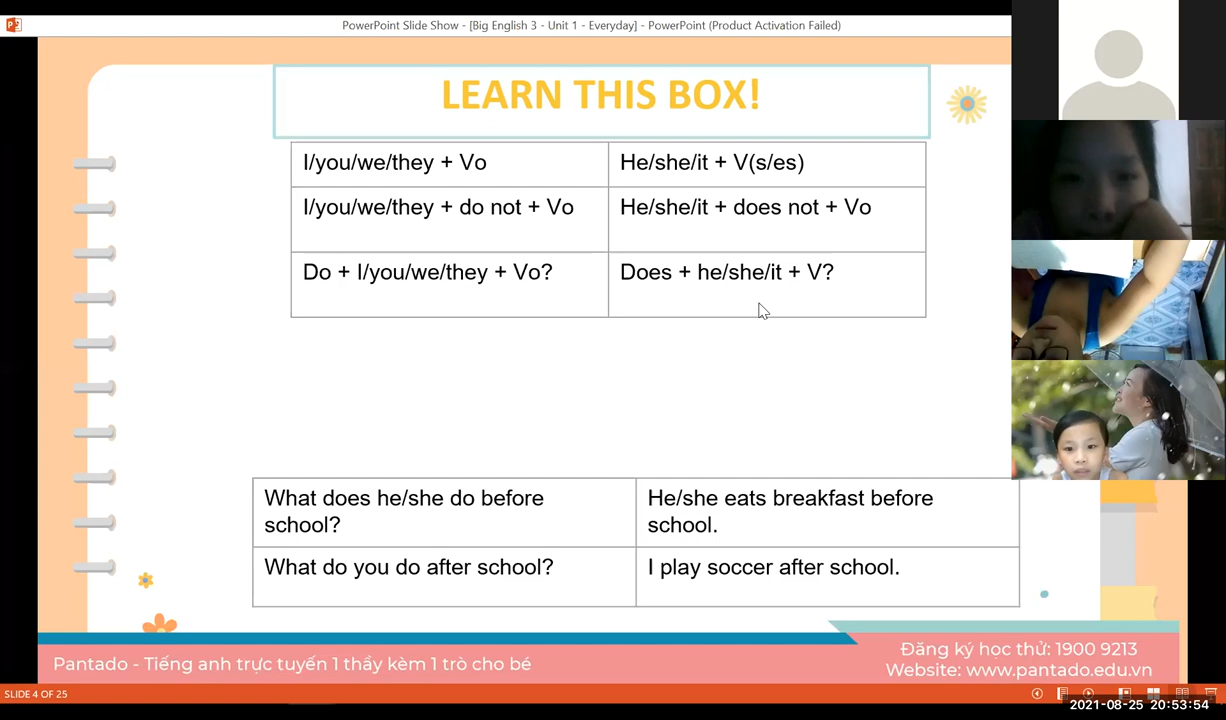 PowerPoint Slide Show - [Big English 3 - Unit 1 - Everyday] - PowerPoint (Product Activation Failed)
LEARN THIS BOX!
I/you/we/they + Vo
He/she/it + V(s/es)
I/you/we/they + do not + Vo
He/she/it + does not + Vo
Do + I/you/we/they + Vo?
Does + he/she/it + V?
What does he/she do before
school?
He/she eats breakfast before
school.
What do you do after school?
I play soccer after school.
Pantado - Tiếng anh trực tuyến 1 thầy kèm 1 trò cho bé
Đăng ký học thử: 1900 9213
Website: www.pantado.edu.vn
SLIDE 4 OF 25
2021-08-25 20:53:54